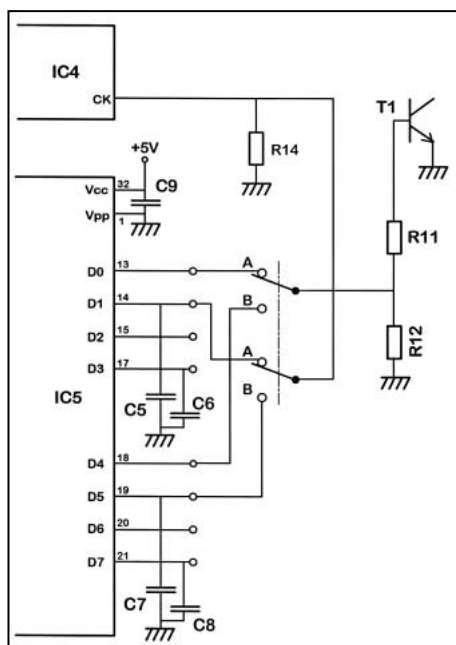 IC4
CK
T1
+5V
R14
Vcc 32 C9
Vpp 1
R11
D0 13 A
D1 14 B
R12
D2 15 A
D3 17
IC5 C5 C6 B
D4 18
D5 19
D6 20
D7 21
C7 C8